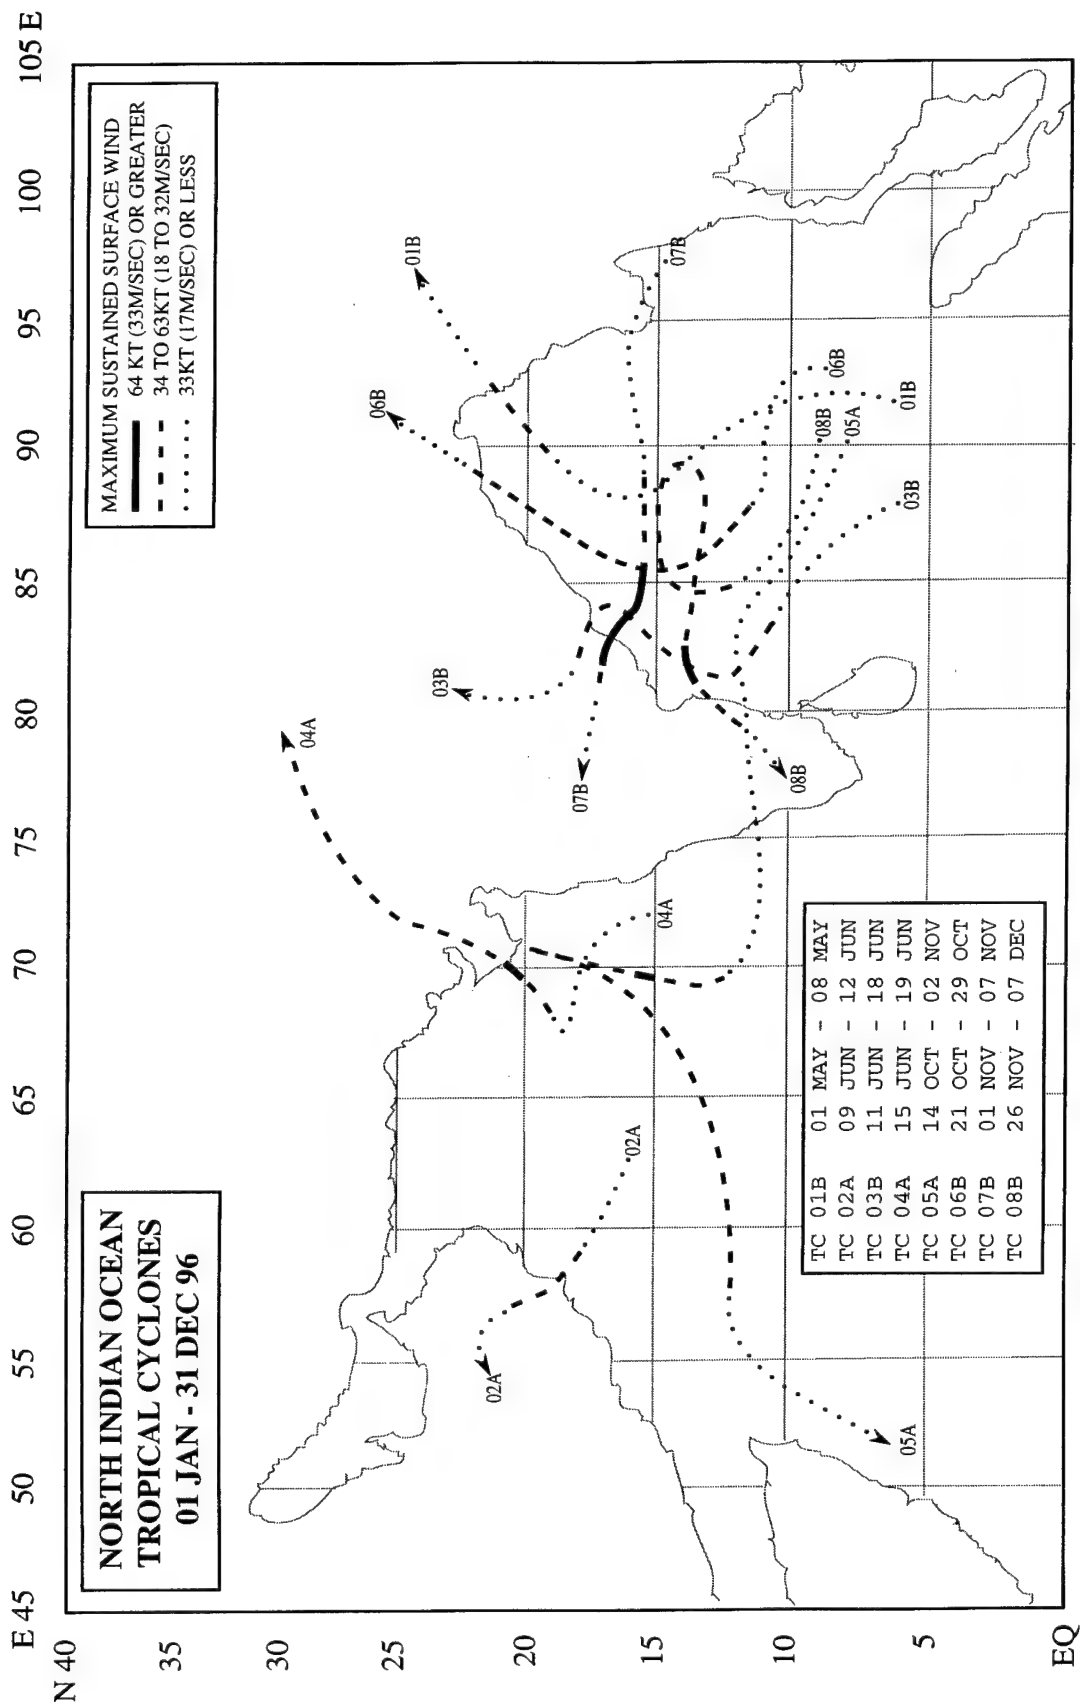 NORTH INDIAN OCEAN
TROPICAL CYCLONES
01 JAN - 31 DEC 96
MAXIMUM SUSTAINED SURFACE WIND
64 KT (33M/SEC) OR GREATER
34 TO 63KT (18 TO 32M/SEC)
33KT (17M/SEC) OR LESS
N 40
35
30
25
20
15
10
5
EQ
E 45
50
55
60
65
70
75
80
85
90
95
100
105 E
01B
06B
07B
03B
04A
07B
08B
06B
01B
08B
05A
03B
04A
02A
02A
05A
TC 01B 01 MAY - 08 MAY
TC 02A 09 JUN - 12 JUN
TC 03B 11 JUN - 18 JUN
TC 04A 15 JUN - 19 JUN
TC 05A 14 OCT - 02 NOV
TC 06B 21 OCT - 29 OCT
TC 07B 01 NOV - 07 NOV
TC 08B 26 NOV - 07 DEC